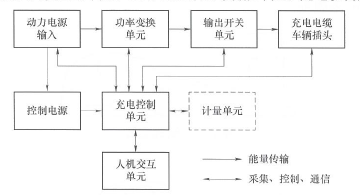 动力电源
输入
功率变换
单元
输出开关
单元
充电电缆
车辆插头
控制电源
充电控制
单元
计量单元
人机交互
单元
能量传输
采集、控制、通信